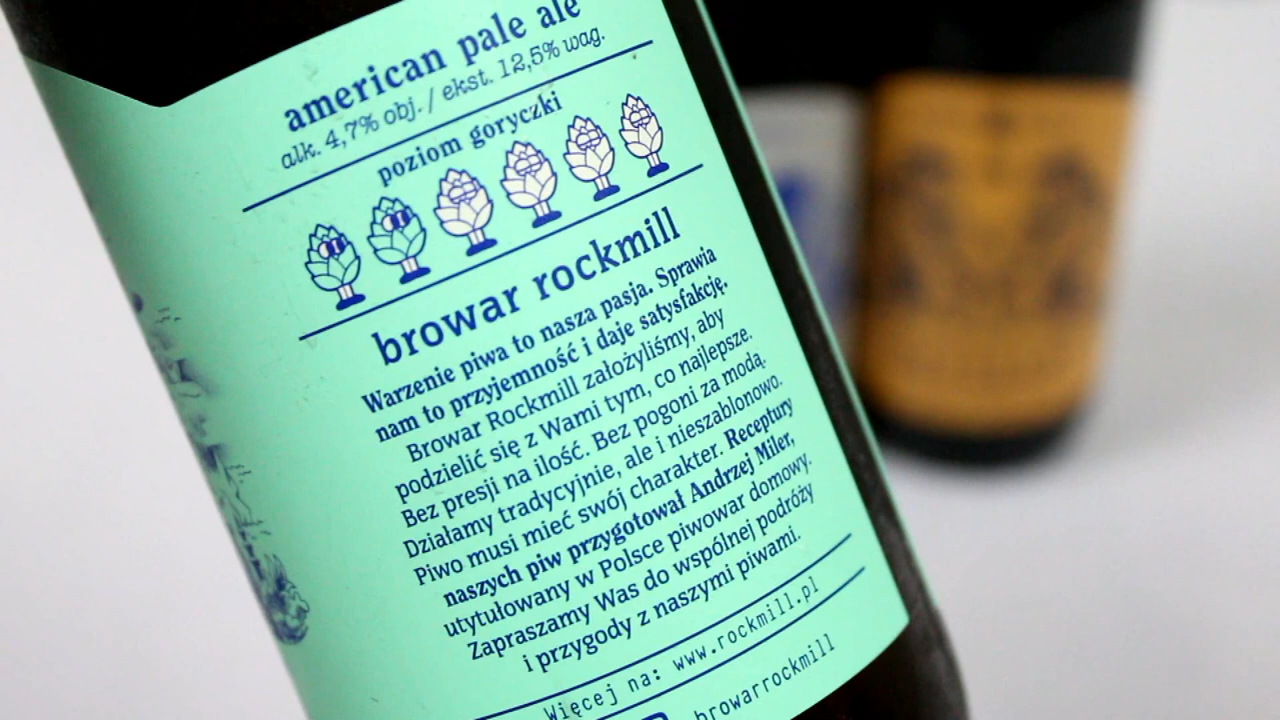 american pale ale
alk. 4,7% obj. / ekst. 12,5% wag.
poziom goryczki
browar rockmill
Warzenie piwa to nasza pasja. Sprawia
nam to przyjemność i daje satysfakcję.
Browar Rockmill założyliśmy, aby
podzielić się z Wami tym, co najlepsze.
Bez presji na ilość. Bez pogoni za modą.
Działamy tradycyjnie, ale i nieszablonowo.
Piwo musi mieć swój charakter. Receptury
naszych piw przygotował Andrzej Miler,
utytułowany w Polsce piwowar domowy.
Zapraszamy Was do wspólnej podróży
i przygody z naszymi piwami.
Więcej na: www.rockmill.pl
browarrockmill